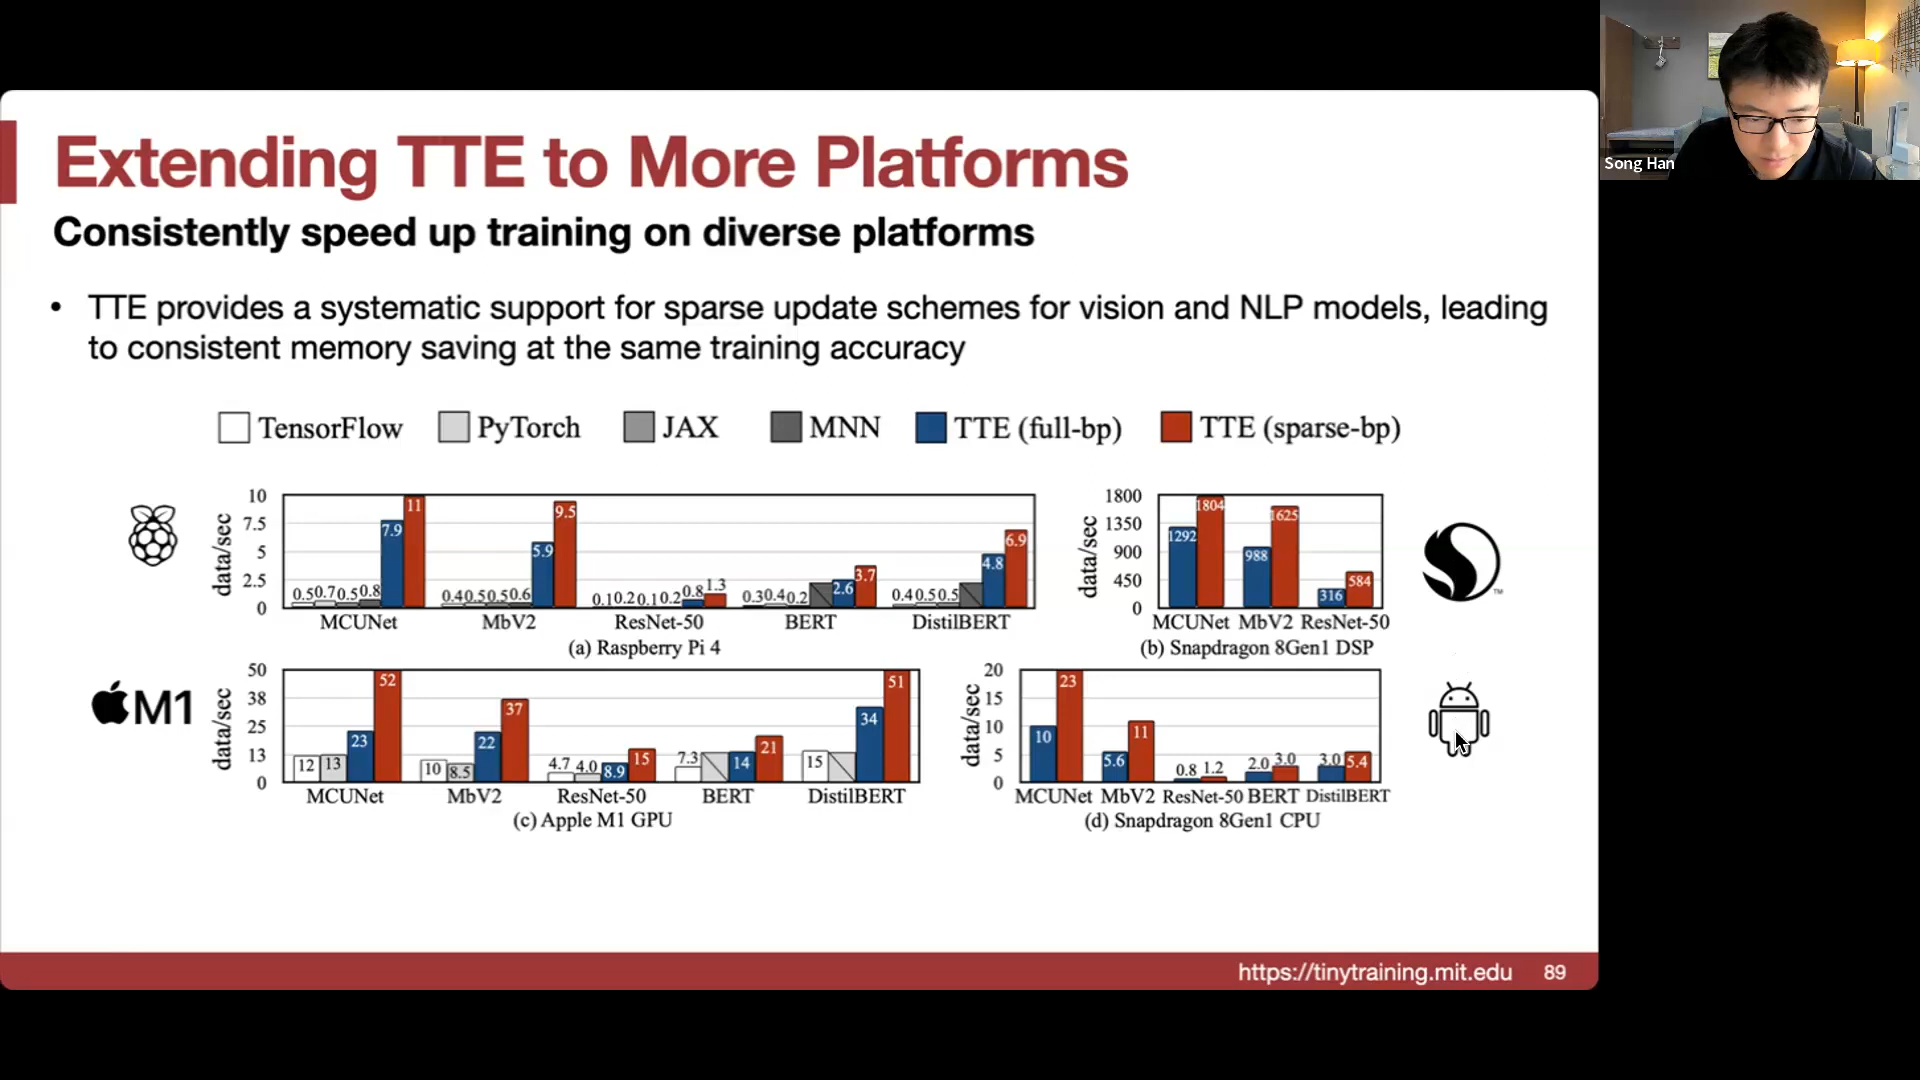 Song Han
Extending TTE to More Platforms
Consistently speed up training on diverse platforms
• TTE provides a systematic support for sparse update schemes for vision and NLP models, leading
to consistent memory saving at the same training accuracy
TensorFlow PyTorch JAX MNN TTE (full-bp) TTE (sparse-bp)
data/sec
10
7.5
5
2.5
0
0.5 0.7 0.5 0.8 7.9 11
0.4 0.5 0.5 0.6 5.9 9.5
0.1 0.2 0.1 0.2 0.8 1.3
0.3 0.4 0.2 2.6 3.7
0.4 0.5 0.5 4.8 6.9
MCUNet MbV2 ResNet-50 BERT DistilBERT
(a) Raspberry Pi 4
data/sec
1800
1350
900
450
0
1292 1804
988 1625
316 584
MCUNet MbV2 ResNet-50
(b) Snapdragon 8Gen1 DSP
TM
M1
data/sec
50
38
25
13
0
12 13 23 52
10 8.5 22 37
4.7 4.0 8.9 15
7.3 14 21
15 34 51
MCUNet MbV2 ResNet-50 BERT DistilBERT
(c) Apple M1 GPU
data/sec
20
15
10
5
0
10 23
5.6 11
0.8 1.2
2.0 3.0
3.0 5.4
MCUNet MbV2 ResNet-50 BERT DistilBERT
(d) Snapdragon 8Gen1 CPU
https://tinytraining.mit.edu 89